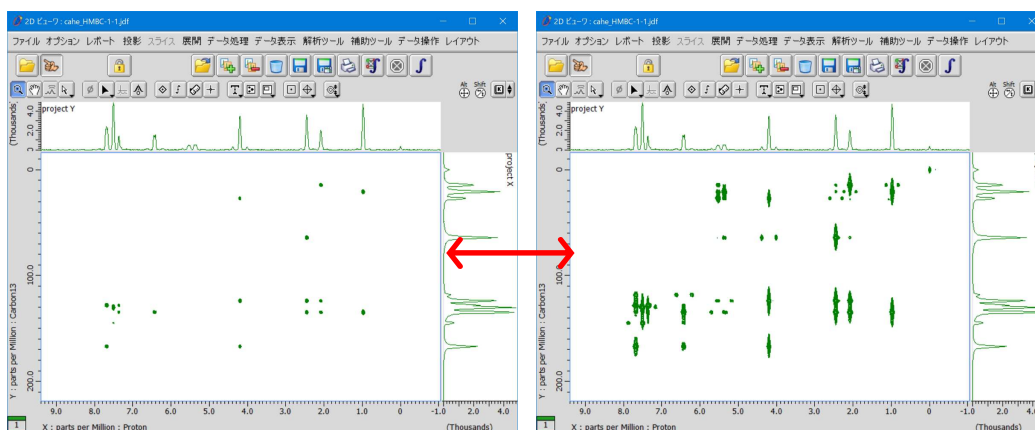 2D ビューワ : cahe_HMBC-1-1.jdf
ファイル オプション レポート 投影 スライス 展開 データ処理 データ表示 解析ツール 補助ツール データ操作 レイアウト
Alt Shift
project Y
(Thousands)
0 2.0 4.0
project X
0
100.0
200.0
Y : parts per Million : Carbon13
9.0 8.0 7.0 6.0 5.0 4.0 3.0 2.0 1.0 0 -1.0 2.0 4.0
1 X : parts per Million : Proton (Thousands)
2D ビューワ : cahe_HMBC-1-1.jdf
ファイル オプション レポート 投影 スライス 展開 データ処理 データ表示 解析ツール 補助ツール データ操作 レイアウト
Alt Shift
project Y
(Thousands)
0 2.0 4.0
project X
0
100.0
200.0
Y : parts per Million : Carbon13
9.0 8.0 7.0 6.0 5.0 4.0 3.0 2.0 1.0 0 -1.0 2.0 4.0
1 X : parts per Million : Proton (Thousands)